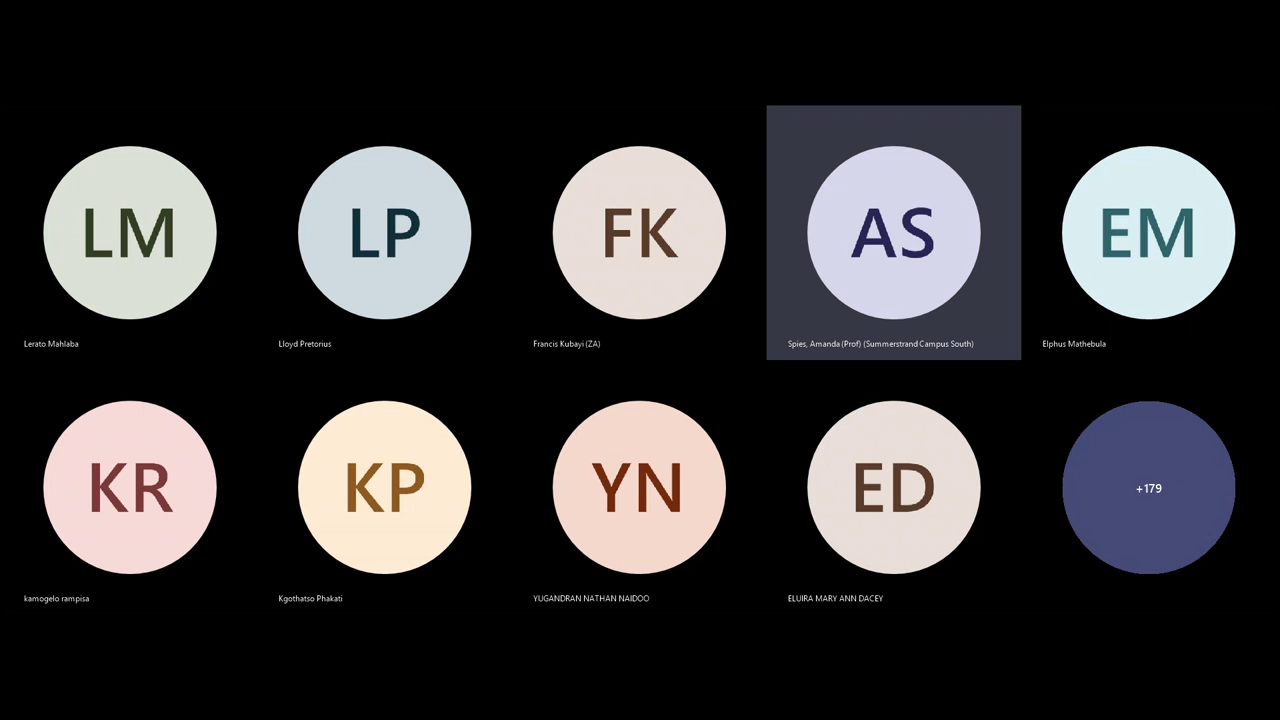 LM
LP
FK
AS
EM
Lerato Mahlaba
Lloyd Pretorius
Francis Kubayi (ZA)
Spies, Amanda (Prof) (Summerstrand Campus South)
Elphus Mathebula
KR
KP
YN
ED
+179
kamogelo rampisa
Kgothatso Phakati
YUGANDRAN NATHAN NAIDOO
ELUIRA MARY ANN DACEY